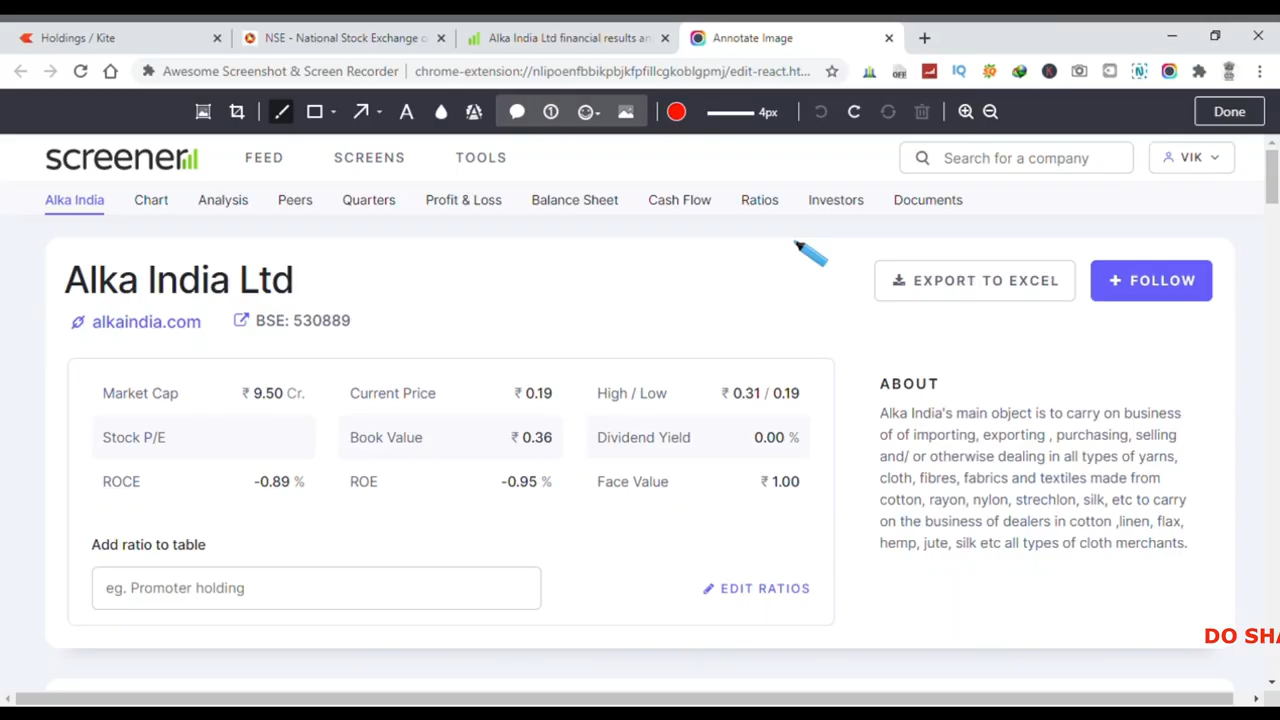 Holdings / Kite
NSE - National Stock Exchange o
Alka India Ltd financial results an
Annotate Image
Awesome Screenshot & Screen Recorder
chrome-extension://nlipoenfbbikpbjkfpfillcgkoblgpmj/edit-react.ht...
OFF
IQ
K
N
A
1
4px
Done
screener
FEED
SCREENS
TOOLS
Search for a company
VIK
Alka India
Chart
Analysis
Peers
Quarters
Profit & Loss
Balance Sheet
Cash Flow
Ratios
Investors
Documents
Alka India Ltd
EXPORT TO EXCEL
+ FOLLOW
alkaindia.com
BSE: 530889
Market Cap ₹ 9.50 Cr.
Current Price ₹ 0.19
High / Low ₹ 0.31 / 0.19
Stock P/E
Book Value ₹ 0.36
Dividend Yield 0.00 %
ROCE -0.89 %
ROE -0.95 %
Face Value ₹ 1.00
Add ratio to table
eg. Promoter holding
EDIT RATIOS
ABOUT
Alka India's main object is to carry on business
of of importing, exporting , purchasing, selling
and/ or otherwise dealing in all types of yarns,
cloth, fibres, fabrics and textiles made from
cotton, rayon, nylon, strechlon, silk, etc to carry
on the business of dealers in cotton ,linen, flax,
hemp, jute, silk etc all types of cloth merchants.
DO SHA